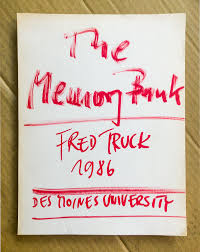 The
Memory Bank
FRED TRUCK
1986
DES MOINES UNIVERSITY